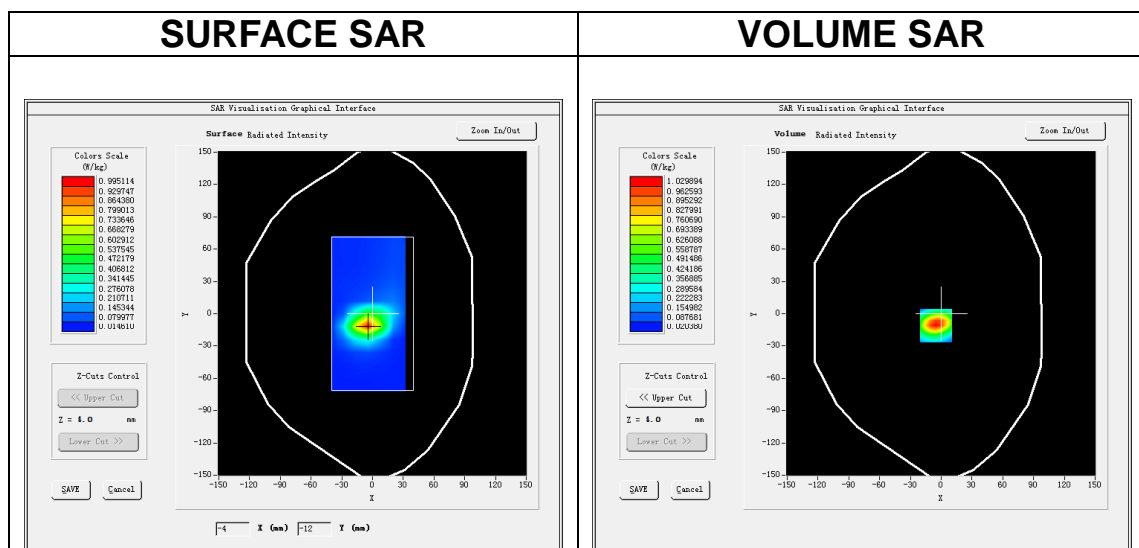 SURFACE SAR
VOLUME SAR
SAR Visualisation Graphical Interface
Surface Radiated Intensity
Zoom In/Out
Colors Scale
(W/kg)
0.995114
0.929747
0.864380
0.799013
0.733646
0.668279
0.602912
0.537545
0.472179
0.406812
0.341445
0.276078
0.210711
0.145344
0.079977
0.014610
Z-Cuts Control
<< Upper Cut
Z = 4.0 mm
Lower Cut >>
SAVE
Cancel
150
120
90
60
30
0
-30
-60
-90
-120
-150
Y
-150 -120 -90 -60 -30 0 30 60 90 120 150
X
-4 X (mm) -12 Y (mm)
SAR Visualisation Graphical Interface
Volume Radiated Intensity
Zoom In/Out
Colors Scale
(W/kg)
1.029894
0.962593
0.895292
0.827991
0.760690
0.693389
0.626088
0.558787
0.491486
0.424186
0.356885
0.289584
0.222283
0.154982
0.087681
0.020380
Z-Cuts Control
<< Upper Cut
Z = 4.0 mm
Lower Cut >>
SAVE
Cancel
150
120
90
60
30
0
-30
-60
-90
-120
-150
Y
-150 -120 -90 -60 -30 0 30 60 90 120 150
X